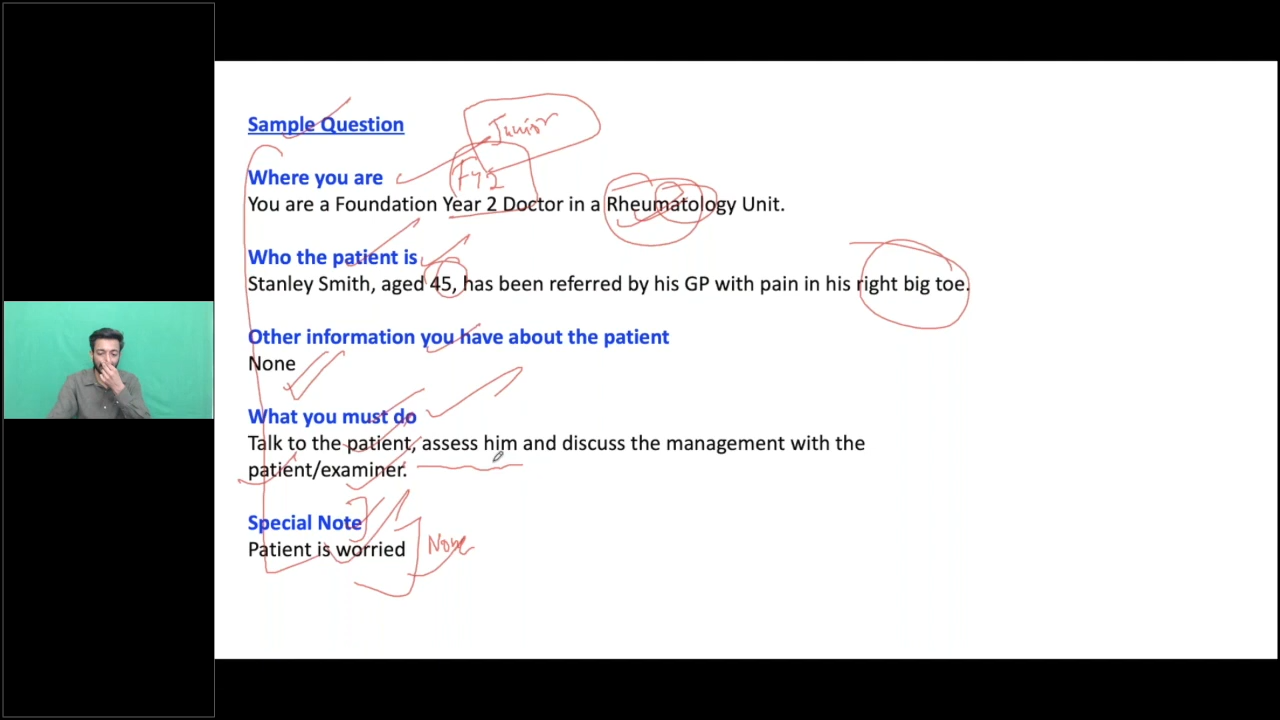 Sample Question
Junior
Where you are
FY2
You are a Foundation Year 2 Doctor in a Rheumatology Unit.
Who the patient is
Stanley Smith, aged 45, has been referred by his GP with pain in his right big toe.
Other information you have about the patient
None
What you must do
Talk to the patient, assess him and discuss the management with the
patient/examiner.
Special Note
Patient is worried
None